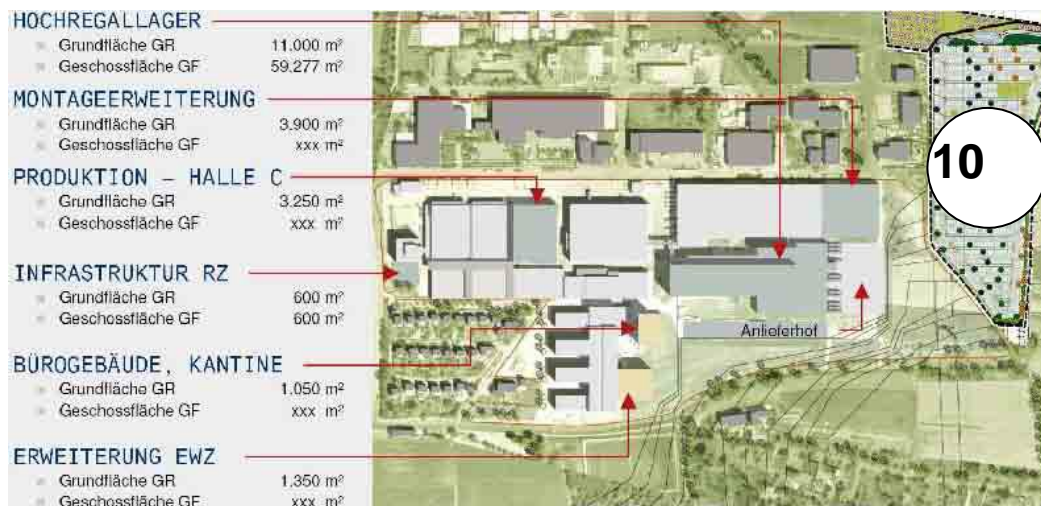 HOCHREGALLAGER
Grundfläche GR 11.000 m²
Geschossfläche GF 59.277 m²
MONTAGEERWEITERUNG
Grundfläche GR 3.900 m²
Geschossfläche GF xxx m²
PRODUKTION – HALLE C
Grundfläche GR 3.250 m²
Geschossfläche GF xxx m²
INFRASTRUKTUR RZ
Grundfläche GR 600 m²
Geschossfläche GF 600 m²
BÜROGEBÄUDE, KANTINE
Grundfläche GR 1.050 m²
Geschossfläche GF xxx m²
ERWEITERUNG EWZ
Grundfläche GR 1.350 m²
Geschossfläche GF xxx m²
10
Anlieferhof